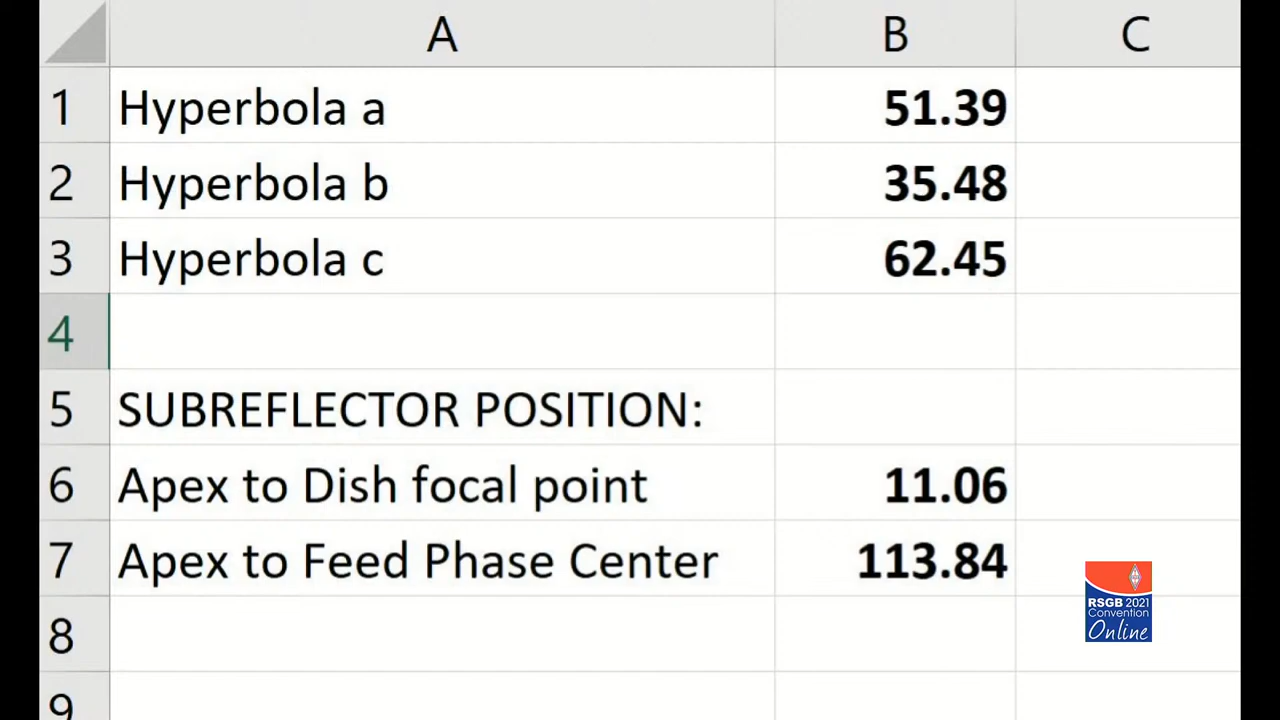 A B C
1 Hyperbola a 51.39
2 Hyperbola b 35.48
3 Hyperbola c 62.45
4
5 SUBREFLECTOR POSITION:
6 Apex to Dish focal point 11.06
7 Apex to Feed Phase Center 113.84
8
9
RSGB 2021
Convention
Online